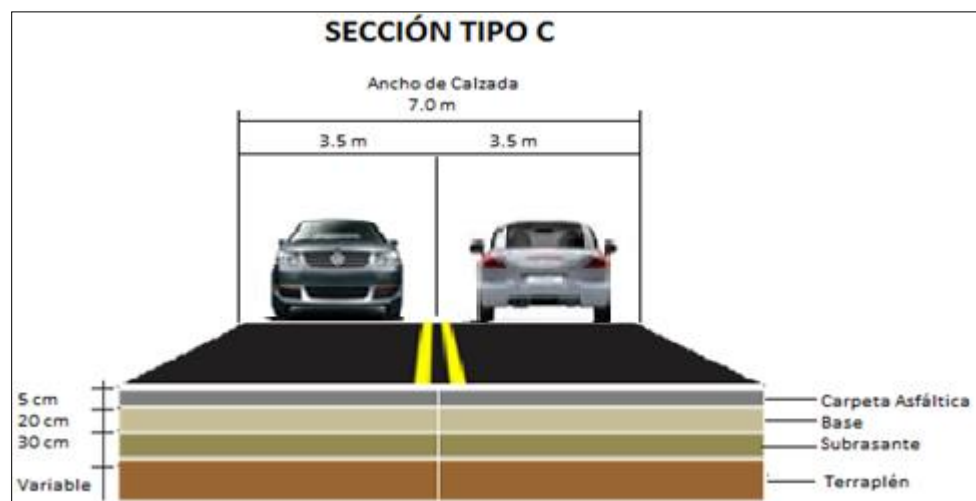 SECCIÓN TIPO C
Ancho de Calzada
7.0 m
3.5 m 3.5 m
5 cm Carpeta Asfáltica
20 cm Base
30 cm Subrasante
Variable Terraplén